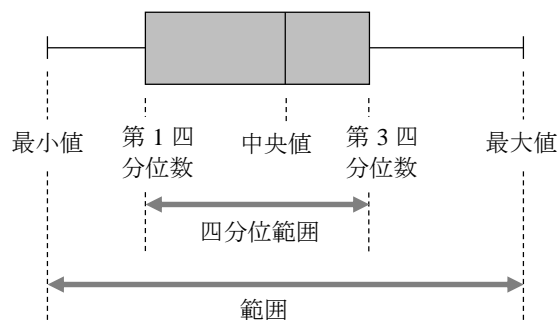 最小値
第1四
分位数
中央値
第3四
分位数
最大値
四分位範囲
範囲